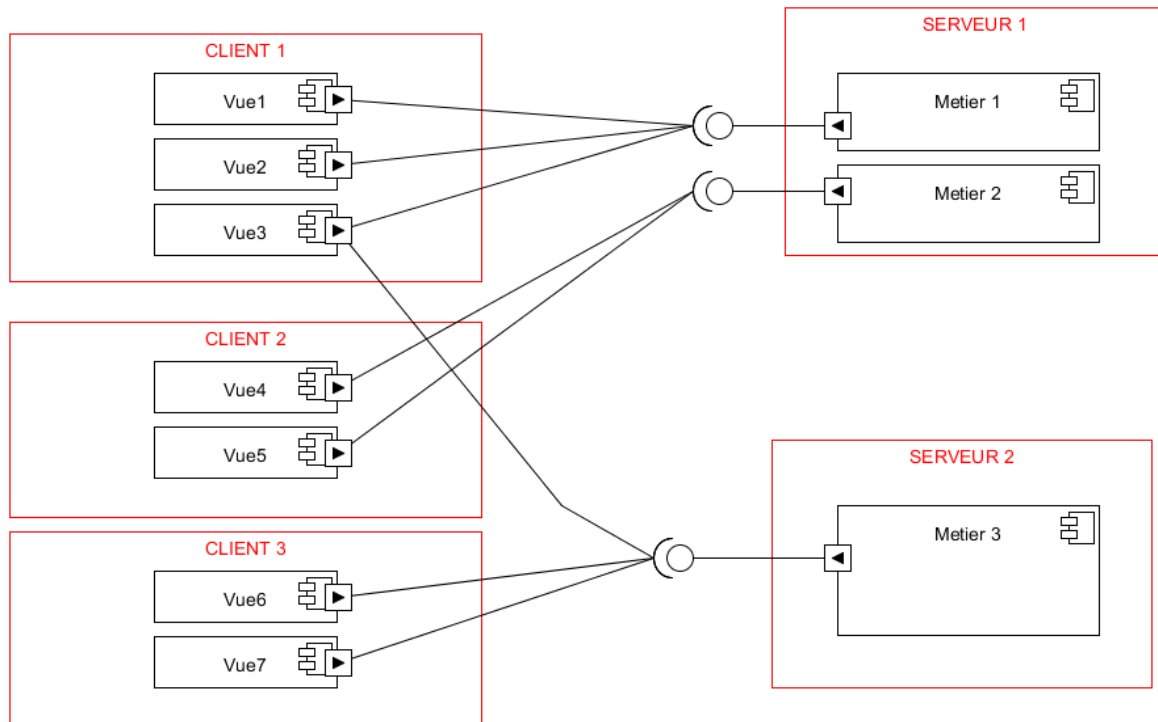 CLIENT 1
Vue1
Vue2
Vue3
CLIENT 2
Vue4
Vue5
CLIENT 3
Vue6
Vue7
SERVEUR 1
Metier 1
Metier 2
SERVEUR 2
Metier 3